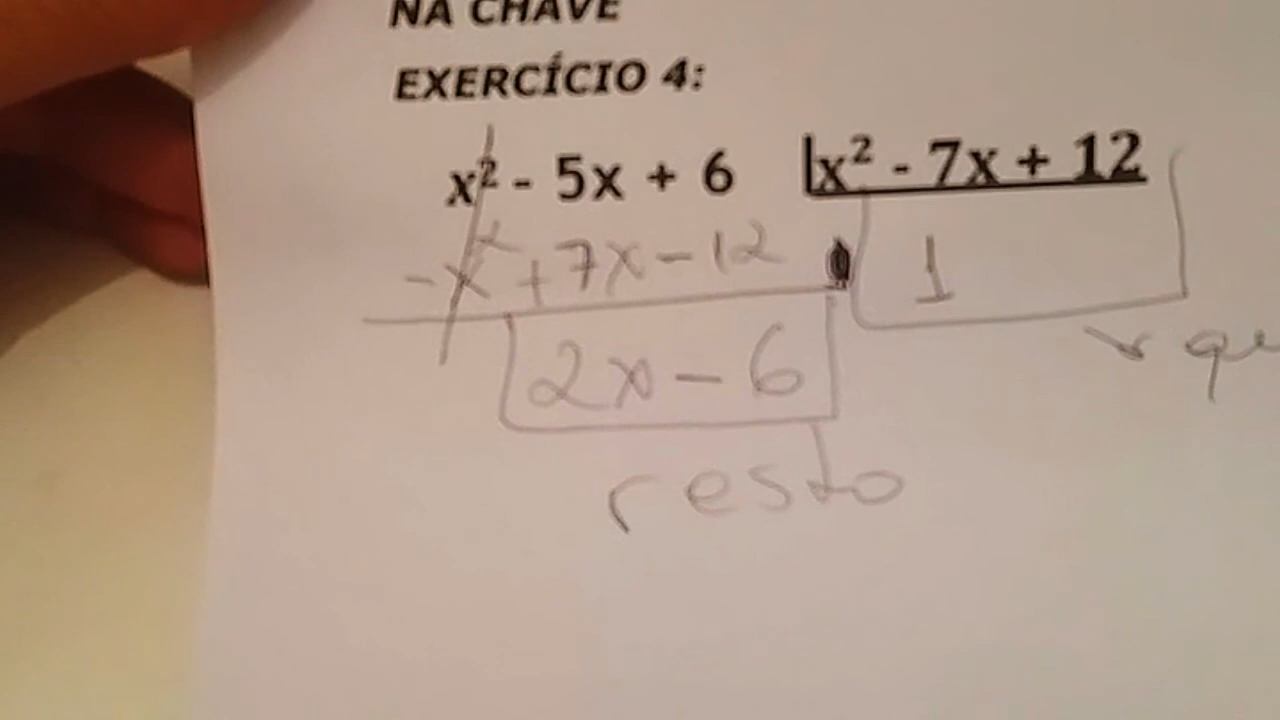 NA CHAVE
EXERCÍCIO 4:
x² - 5x + 6 x² - 7x + 12
-x² + 7x - 12 1
2x - 6
resto